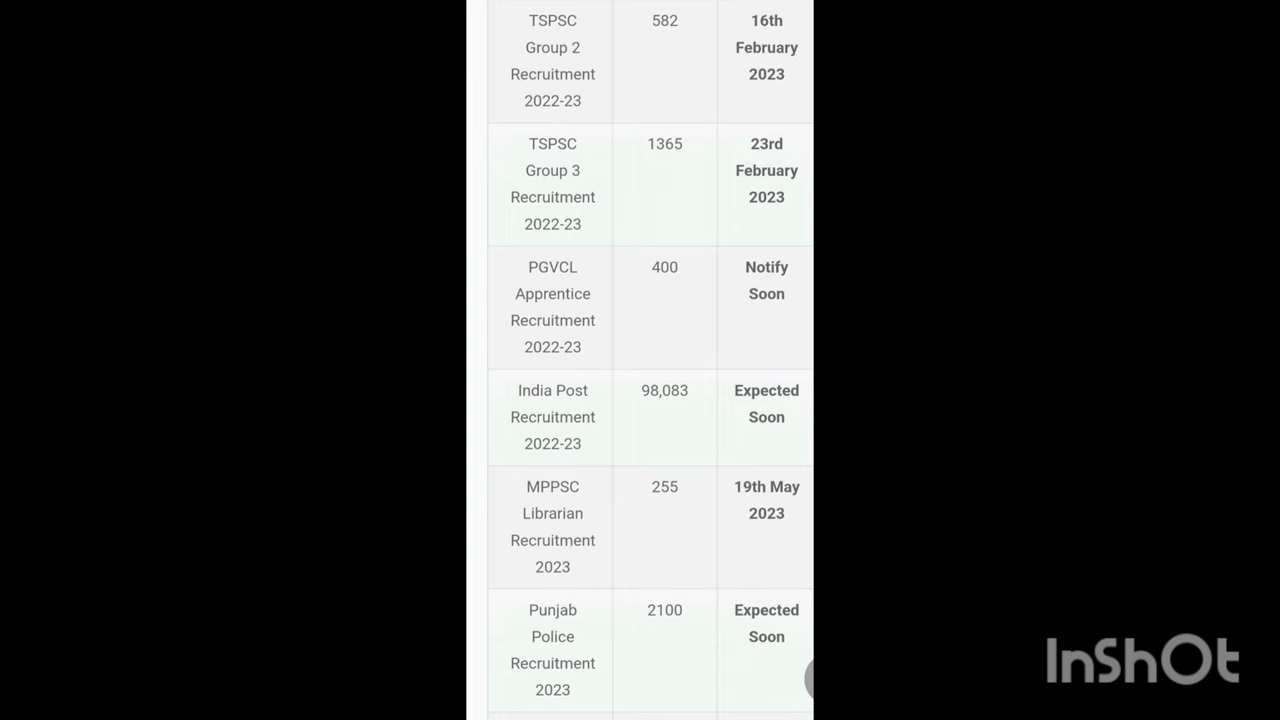 TSPSC 582 16th
Group 2 February
Recruitment 2023
2022-23
TSPSC 1365 23rd
Group 3 February
Recruitment 2023
2022-23
PGVCL 400 Notify
Apprentice Soon
Recruitment
2022-23
India Post 98,083 Expected
Recruitment Soon
2022-23
MPPSC 255 19th May
Librarian 2023
Recruitment
2023
Punjab 2100 Expected
Police Soon
Recruitment
2023
InShOt